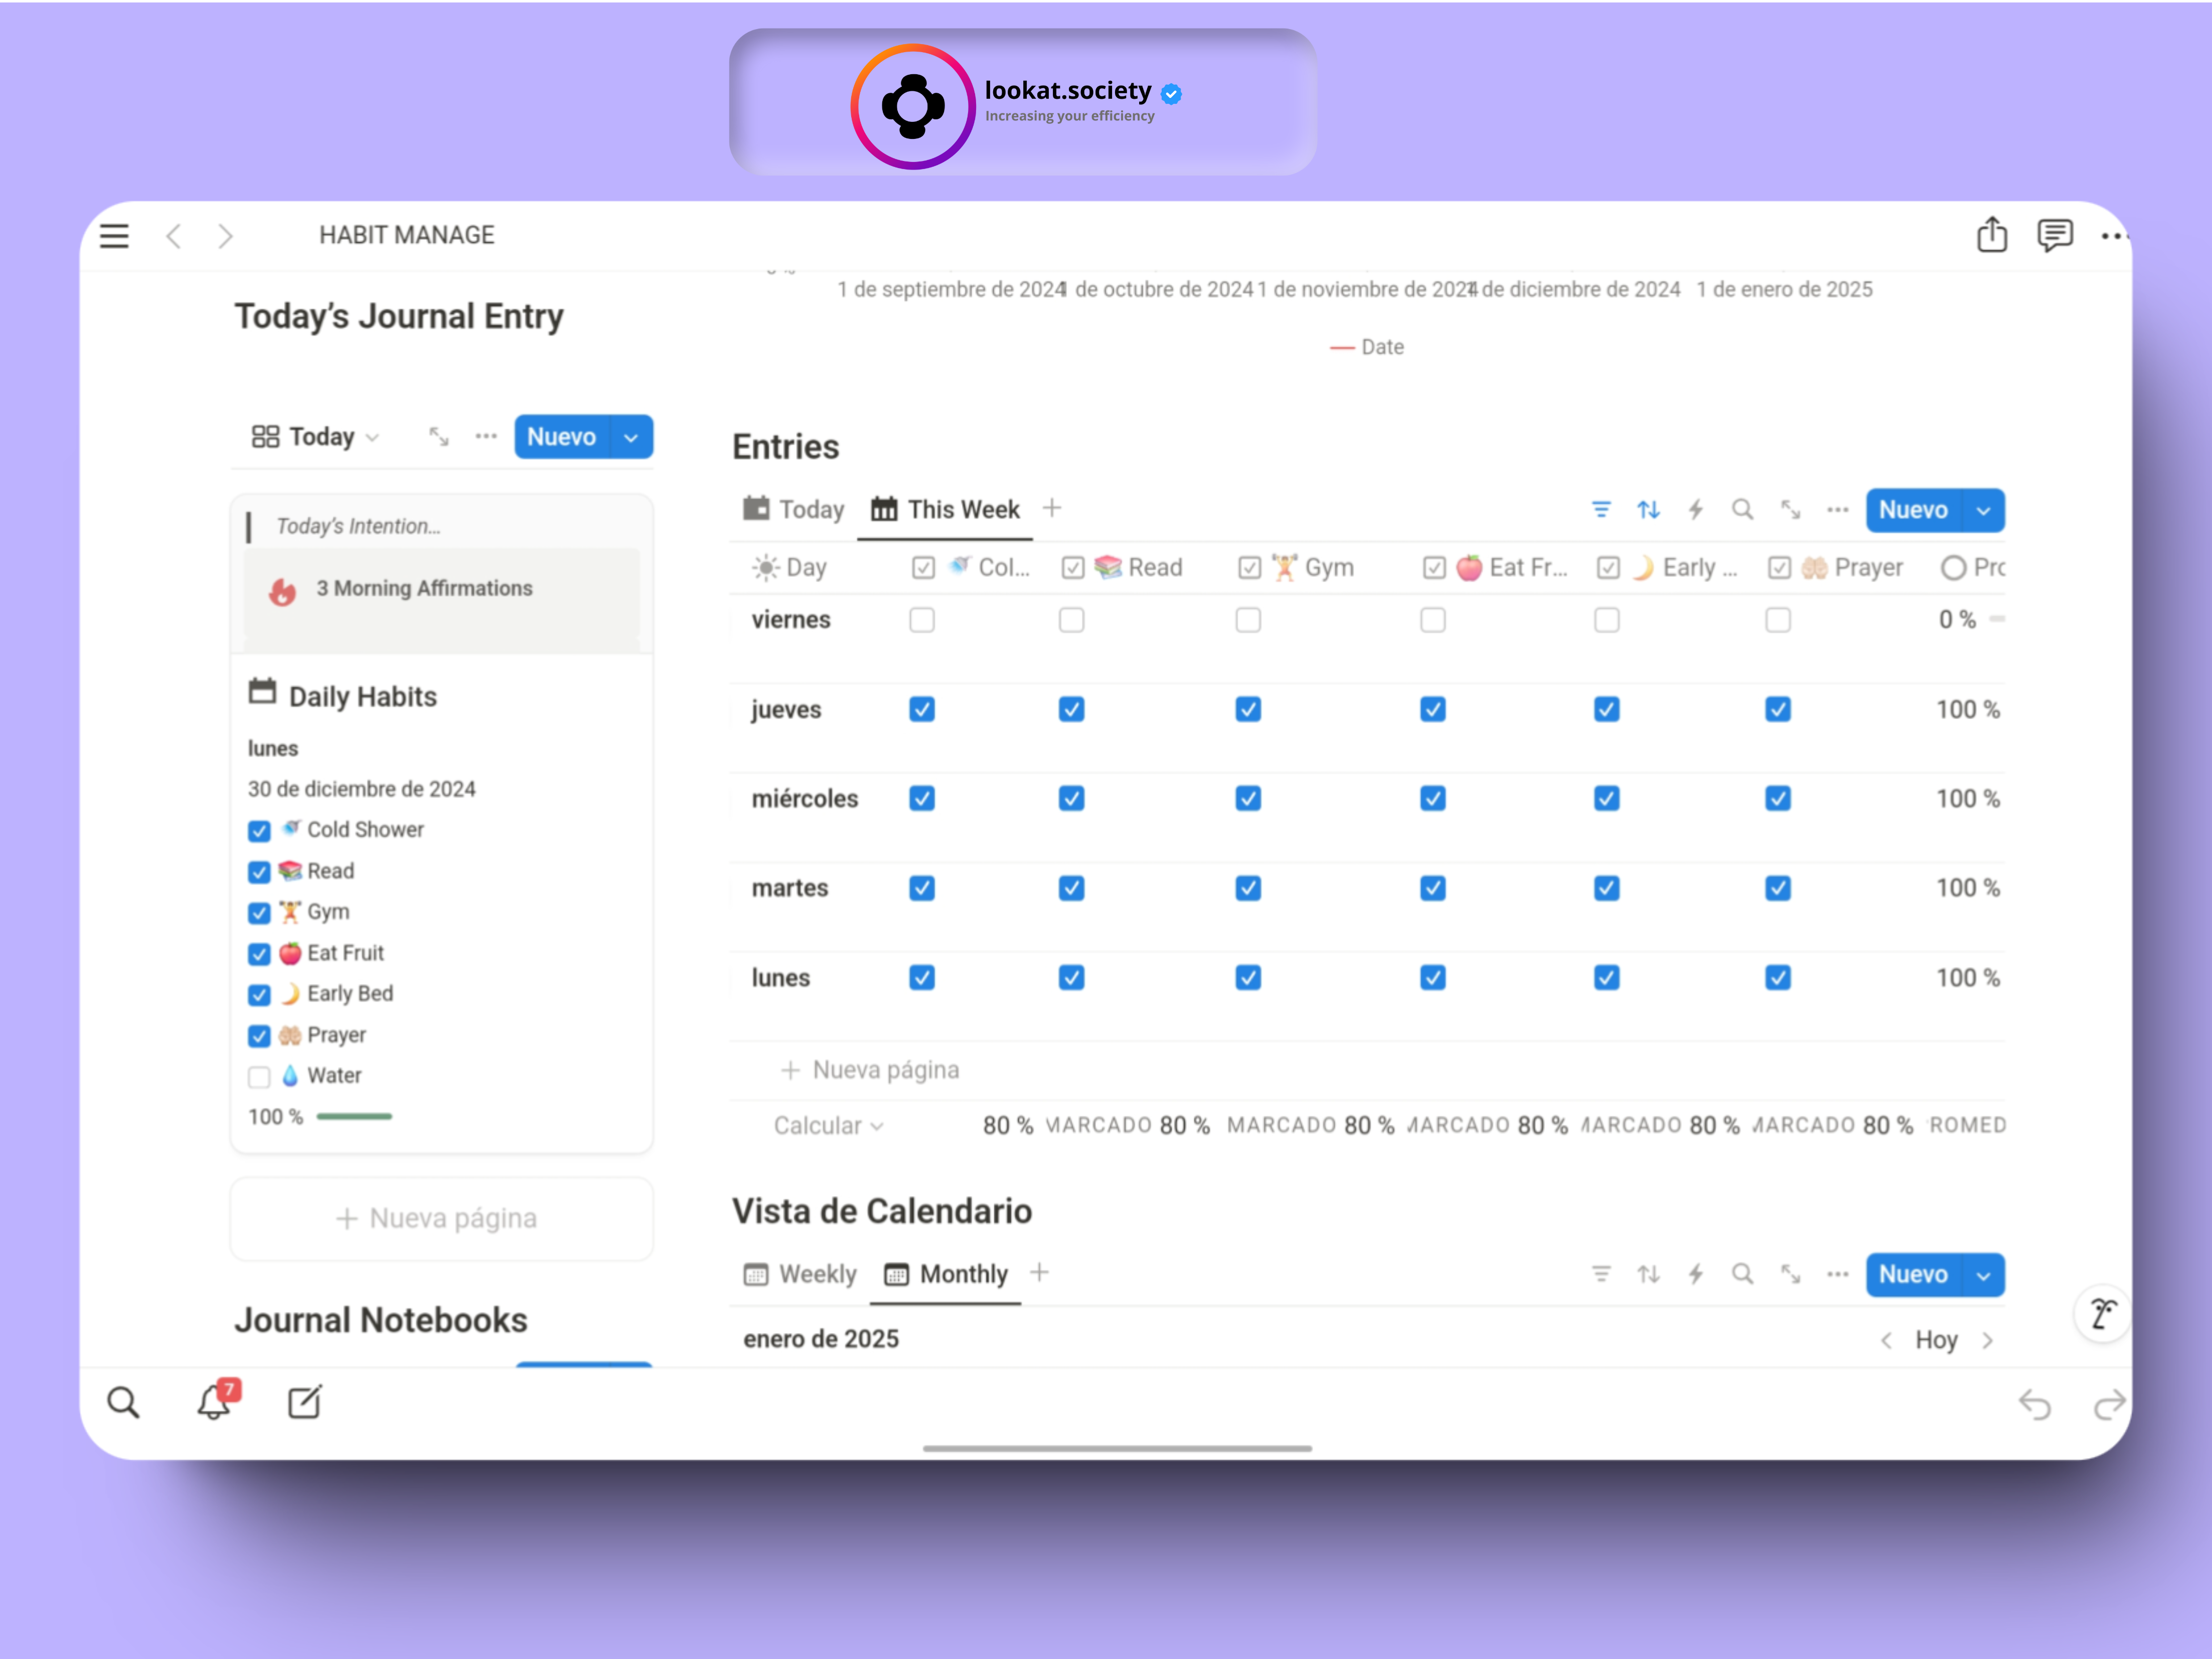 lookat.society
Increasing your efficiency
HABIT MANAGE
Today's Journal Entry
Today
Nuevo
Today's Intention...
3 Morning Affirmations
Daily Habits
lunes
30 de diciembre de 2024
Cold Shower
Read
Gym
Eat Fruit
Early Bed
Prayer
Water
100 %
+ Nueva página
Journal Notebooks
1 de septiembre de 2024 1 de octubre de 2024 1 de noviembre de 2024 1 de diciembre de 2024 1 de enero de 2025
Date
Entries
Today This Week +
Nuevo
Day Col... Read Gym Eat Fr... Early ... Prayer Pro
viernes 0 %
jueves 100 %
miércoles 100 %
martes 100 %
lunes 100 %
+ Nueva página
Calcular 80 % MARCADO 80 % MARCADO 80 % MARCADO 80 % MARCADO 80 % MARCADO 80 % ROMED
Vista de Calendario
Weekly Monthly +
Nuevo
enero de 2025
Hoy
7